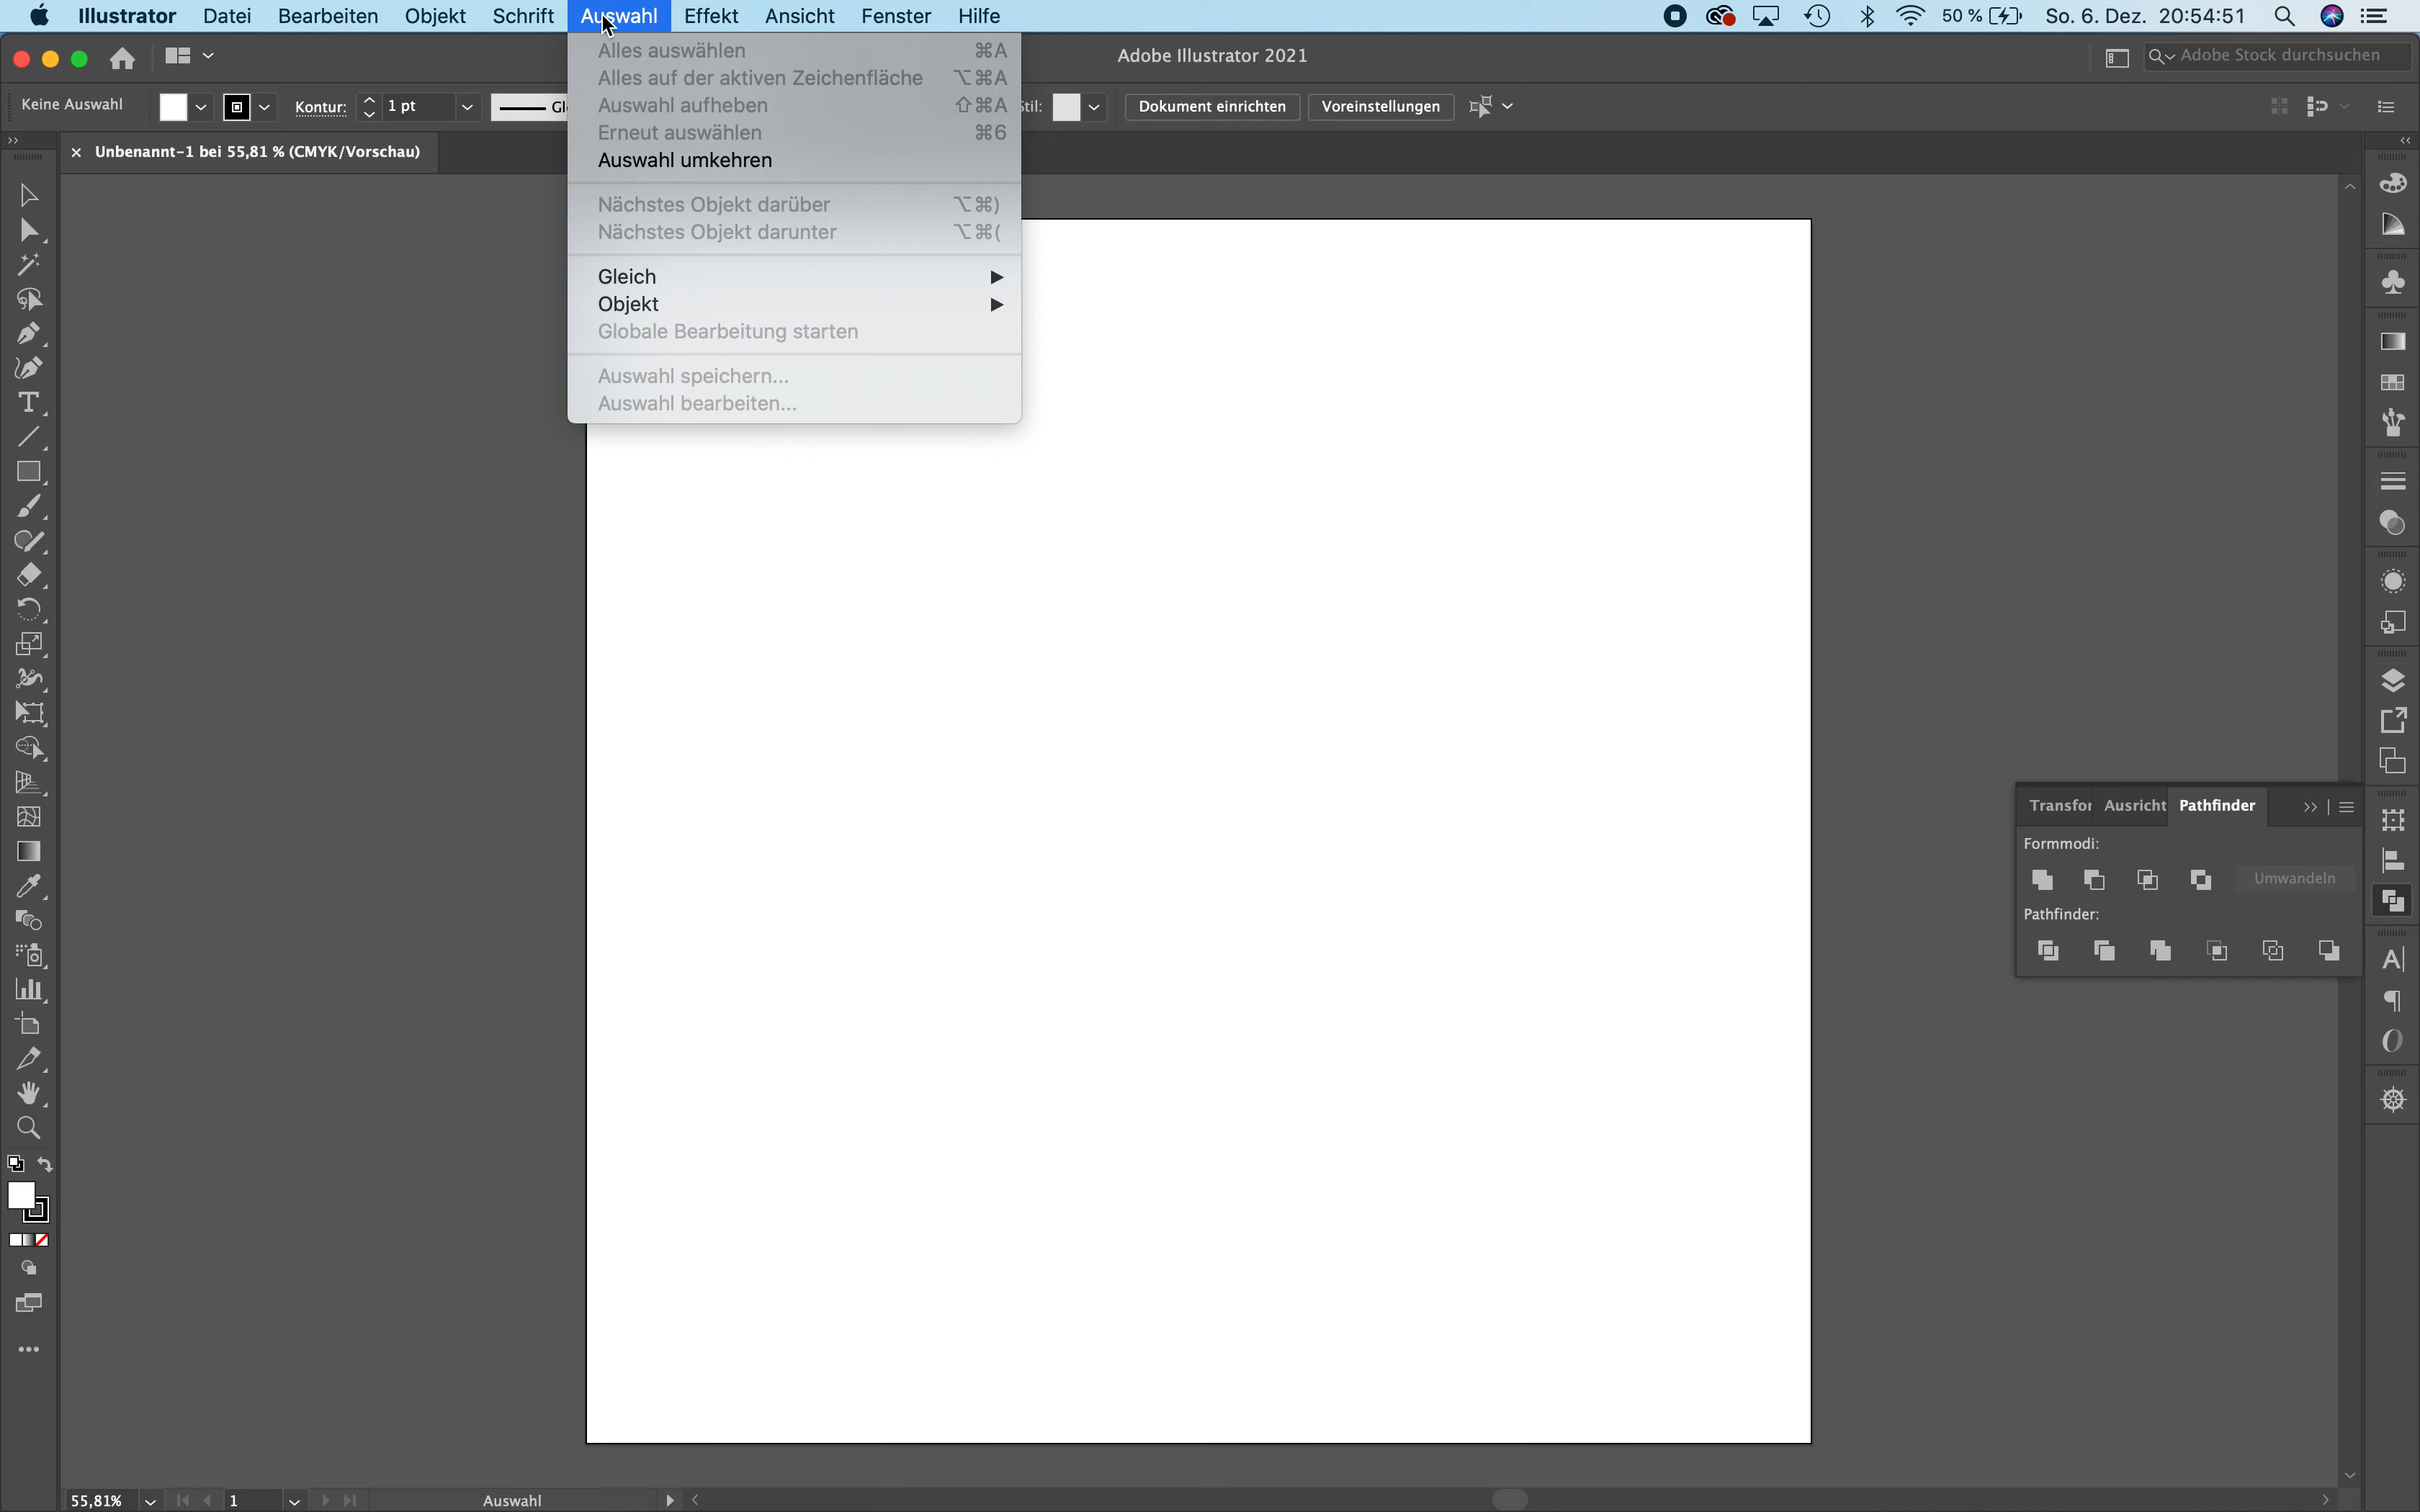 Illustrator Datei Bearbeiten Objekt Schrift Auswahl Effekt Ansicht Fenster Hilfe 50 % So. 6. Dez. 20:54:51
Adobe Illustrator 2021 Adobe Stock durchsuchen
Keine Auswahl Kontur: 1 pt Stil: Dokument einrichten Voreinstellungen
Unbenannt-1 bei 55,81 % (CMYK/Vorschau)
Alles auswählen ⌘A
Alles auf der aktiven Zeichenfläche ⌥⌘A
Auswahl aufheben ⇧⌘A
Erneut auswählen ⌘6
Auswahl umkehren
Nächstes Objekt darüber ⌥⌘)
Nächstes Objekt darunter ⌥⌘(
Gleich
Objekt
Globale Bearbeitung starten
Auswahl speichern...
Auswahl bearbeiten...
Transfor Ausricht Pathfinder
Formmodi:
Umwandeln
Pathfinder:
55,81% 1 Auswahl